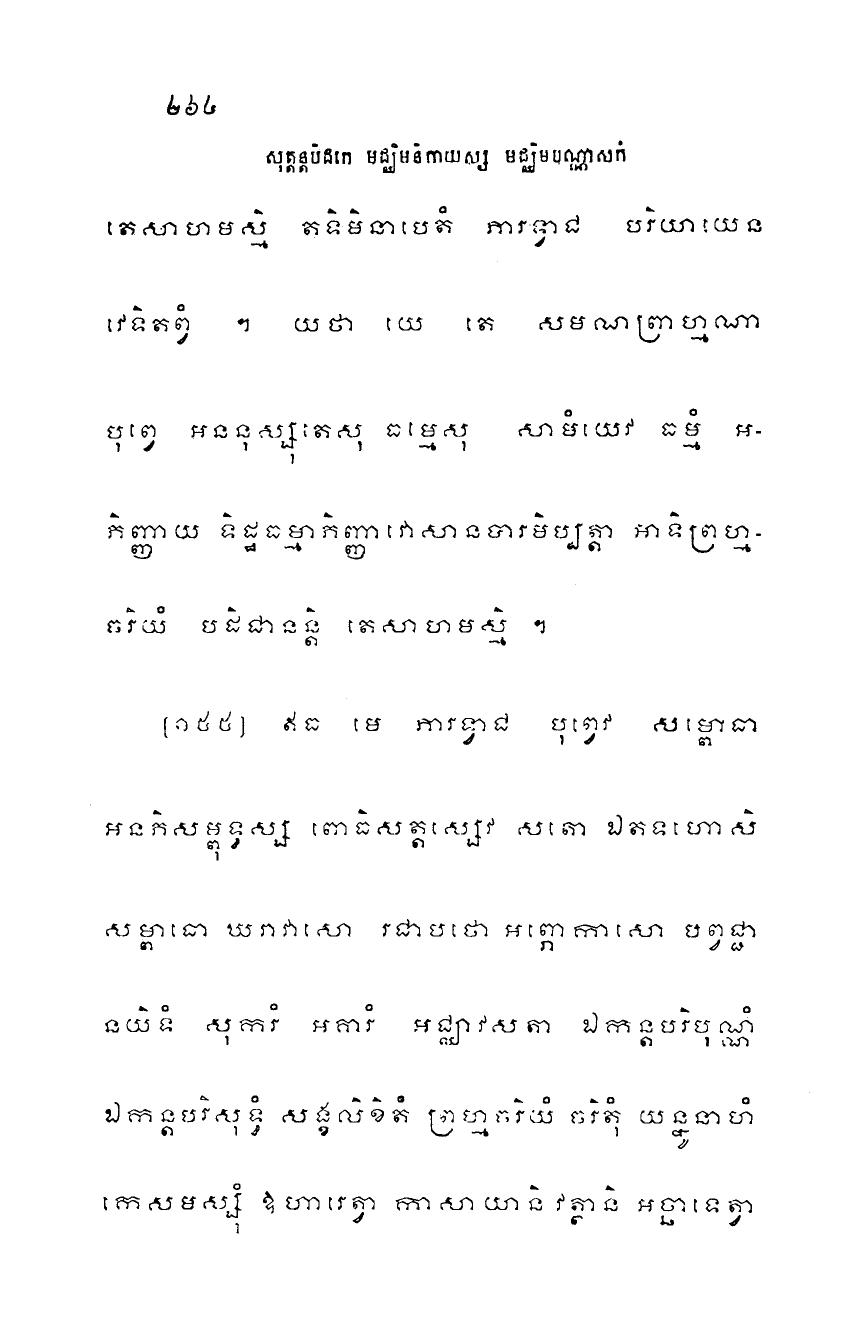 ២៦៤
សុត្តន្តបិដកេ មជ្ឈិមនិកាយស្ស មជ្ឈិមបណ្ណាសកំ
តេសាហមស្មិ តទិមិនាបេតំ ភារទ្វាជ បរិយាយេន
វេទិតព្វំ ។ យថា យេ តេ សមណព្រាហ្មណា
បុព្វេ អននុស្សុតេសុ ធម្មេសុ សាមំយេវ ធម្មំ អ-
ភិញ្ញាយ ទិដ្ឋធម្មាភិញ្ញាវោសានបារមិប្បត្តា អាទិព្រហ្ម-
ចរិយំ បដិជានន្តិ តេសាហមស្មិ ។
[១៥៥] ឥធ មេ ភារទ្វាជ បុព្វេវ សម្ពោធា
អនភិសម្ពុទ្ធស្ស ពោធិសត្តស្សេវ សតោ ឯតទហោសិ
សម្ពាធោ ឃរាវាសោ រជាបថោ អព្ភោកាសោ បព្វជ្ជា
នយិទំ សុករំ អគារំ អជ្ឈាវសតា ឯកន្តបរិបុណ្ណំ
ឯកន្តបរិសុទ្ធំ សង្ខលិខិតំ ព្រហ្មចរិយំ ចរិតុំ យន្នូនាហំ
កេសមស្សុំ ឱហារេត្វា កាសាយានិ វត្ថានិ អច្ឆាទេត្វា